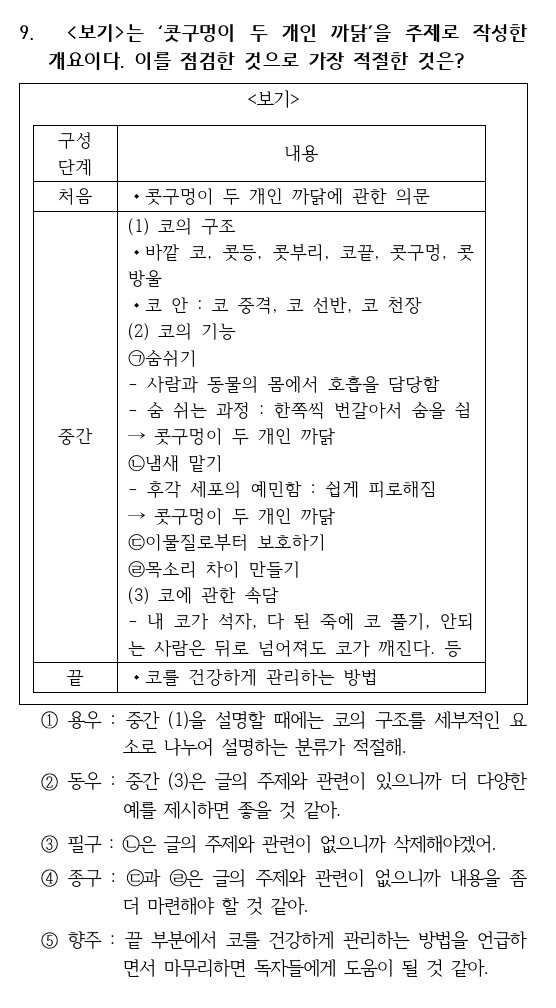 9. <보기>는 ‘콧구멍이 두 개인 까닭’을 주제로 작성한
개요이다. 이를 점검한 것으로 가장 적절한 것은?
<보기>
구성
단계
내용
처음
•콧구멍이 두 개인 까닭에 관한 의문
중간
(1) 코의 구조
•바깥 코, 콧등, 콧부리, 코끝, 콧구멍, 콧
방울
•코 안 : 코 중격, 코 선반, 코 천장
(2) 코의 기능
㉠숨쉬기
- 사람과 동물의 몸에서 호흡을 담당함
- 숨 쉬는 과정 : 한쪽씩 번갈아서 숨을 쉼
→ 콧구멍이 두 개인 까닭
㉡냄새 맡기
- 후각 세포의 예민함 : 쉽게 피로해짐
→ 콧구멍이 두 개인 까닭
㉢이물질로부터 보호하기
㉣목소리 차이 만들기
(3) 코에 관한 속담
- 내 코가 석자, 다 된 죽에 코 풀기, 안되
는 사람은 뒤로 넘어져도 코가 깨진다. 등
끝
•코를 건강하게 관리하는 방법
① 용우 : 중간 (1)을 설명할 때에는 코의 구조를 세부적인 요
소로 나누어 설명하는 분류가 적절해.
② 동우 : 중간 (3)은 글의 주제와 관련이 있으니까 더 다양한
예를 제시하면 좋을 것 같아.
③ 필구 : ㉡은 글의 주제와 관련이 없으니까 삭제해야겠어.
④ 종구 : ㉢과 ㉣은 글의 주제와 관련이 없으니까 내용을 좀
더 마련해야 할 것 같아.
⑤ 향주 : 끝 부분에서 코를 건강하게 관리하는 방법을 언급하
면서 마무리하면 독자들에게 도움이 될 것 같아.